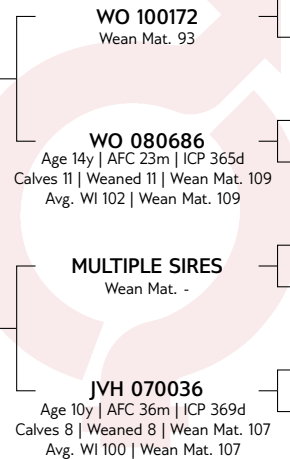 WO 100172
Wean Mat. 93
WO 080686
Age 14y | AFC 23m | ICP 365d
Calves 11 | Weaned 11 | Wean Mat. 109
Avg. WI 102 | Wean Mat. 109
MULTIPLE SIRES
Wean Mat. -
JVH 070036
Age 10y | AFC 36m | ICP 369d
Calves 8 | Weaned 8 | Wean Mat. 107
Avg. WI 100 | Wean Mat. 107